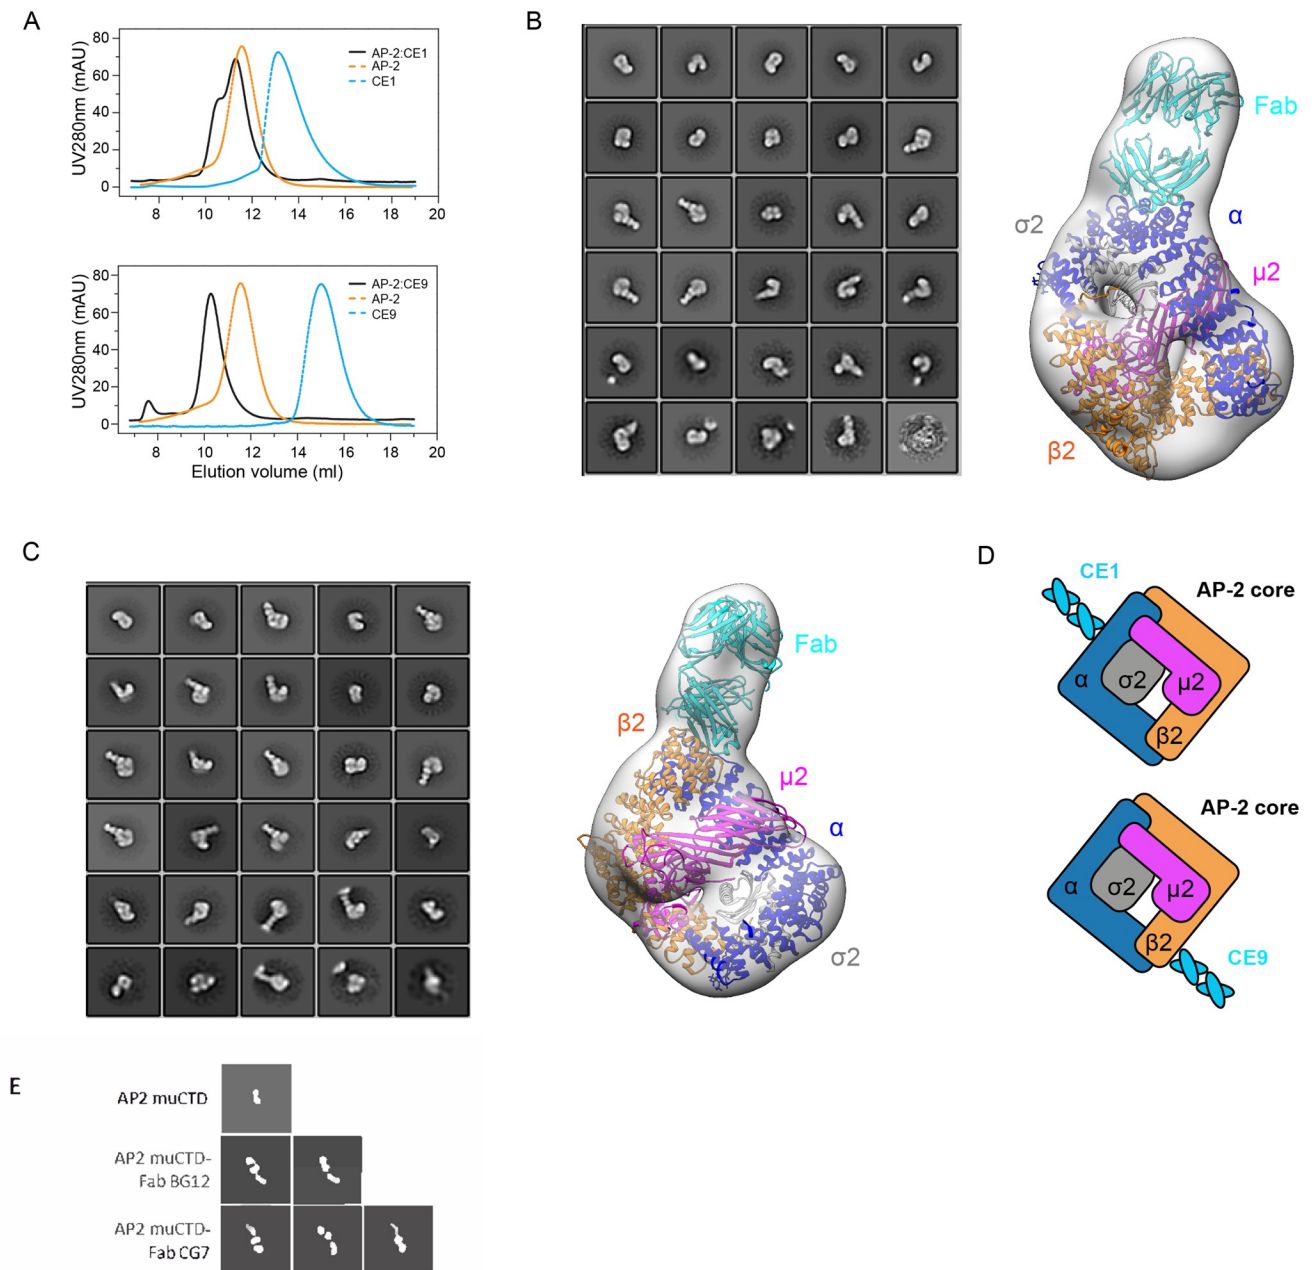 A
80
60
40
20
0
UV280nm (mAU)
AP-2:CE1
AP-2
CE1
8 10 12 14 16 18 20
80
60
40
20
0
UV280nm (mAU)
AP-2:CE9
AP-2
CE9
8 10 12 14 16 18 20
Elution volume (ml)
B
Fab
σ2
α
μ2
β2
C
Fab
β2
μ2
α
σ2
D
CE1
AP-2 core
α
σ2
μ2
β2
AP-2 core
α
σ2
μ2
β2
CE9
E
AP2 muCTD
AP2 muCTD-
Fab BG12
AP2 muCTD-
Fab CG7